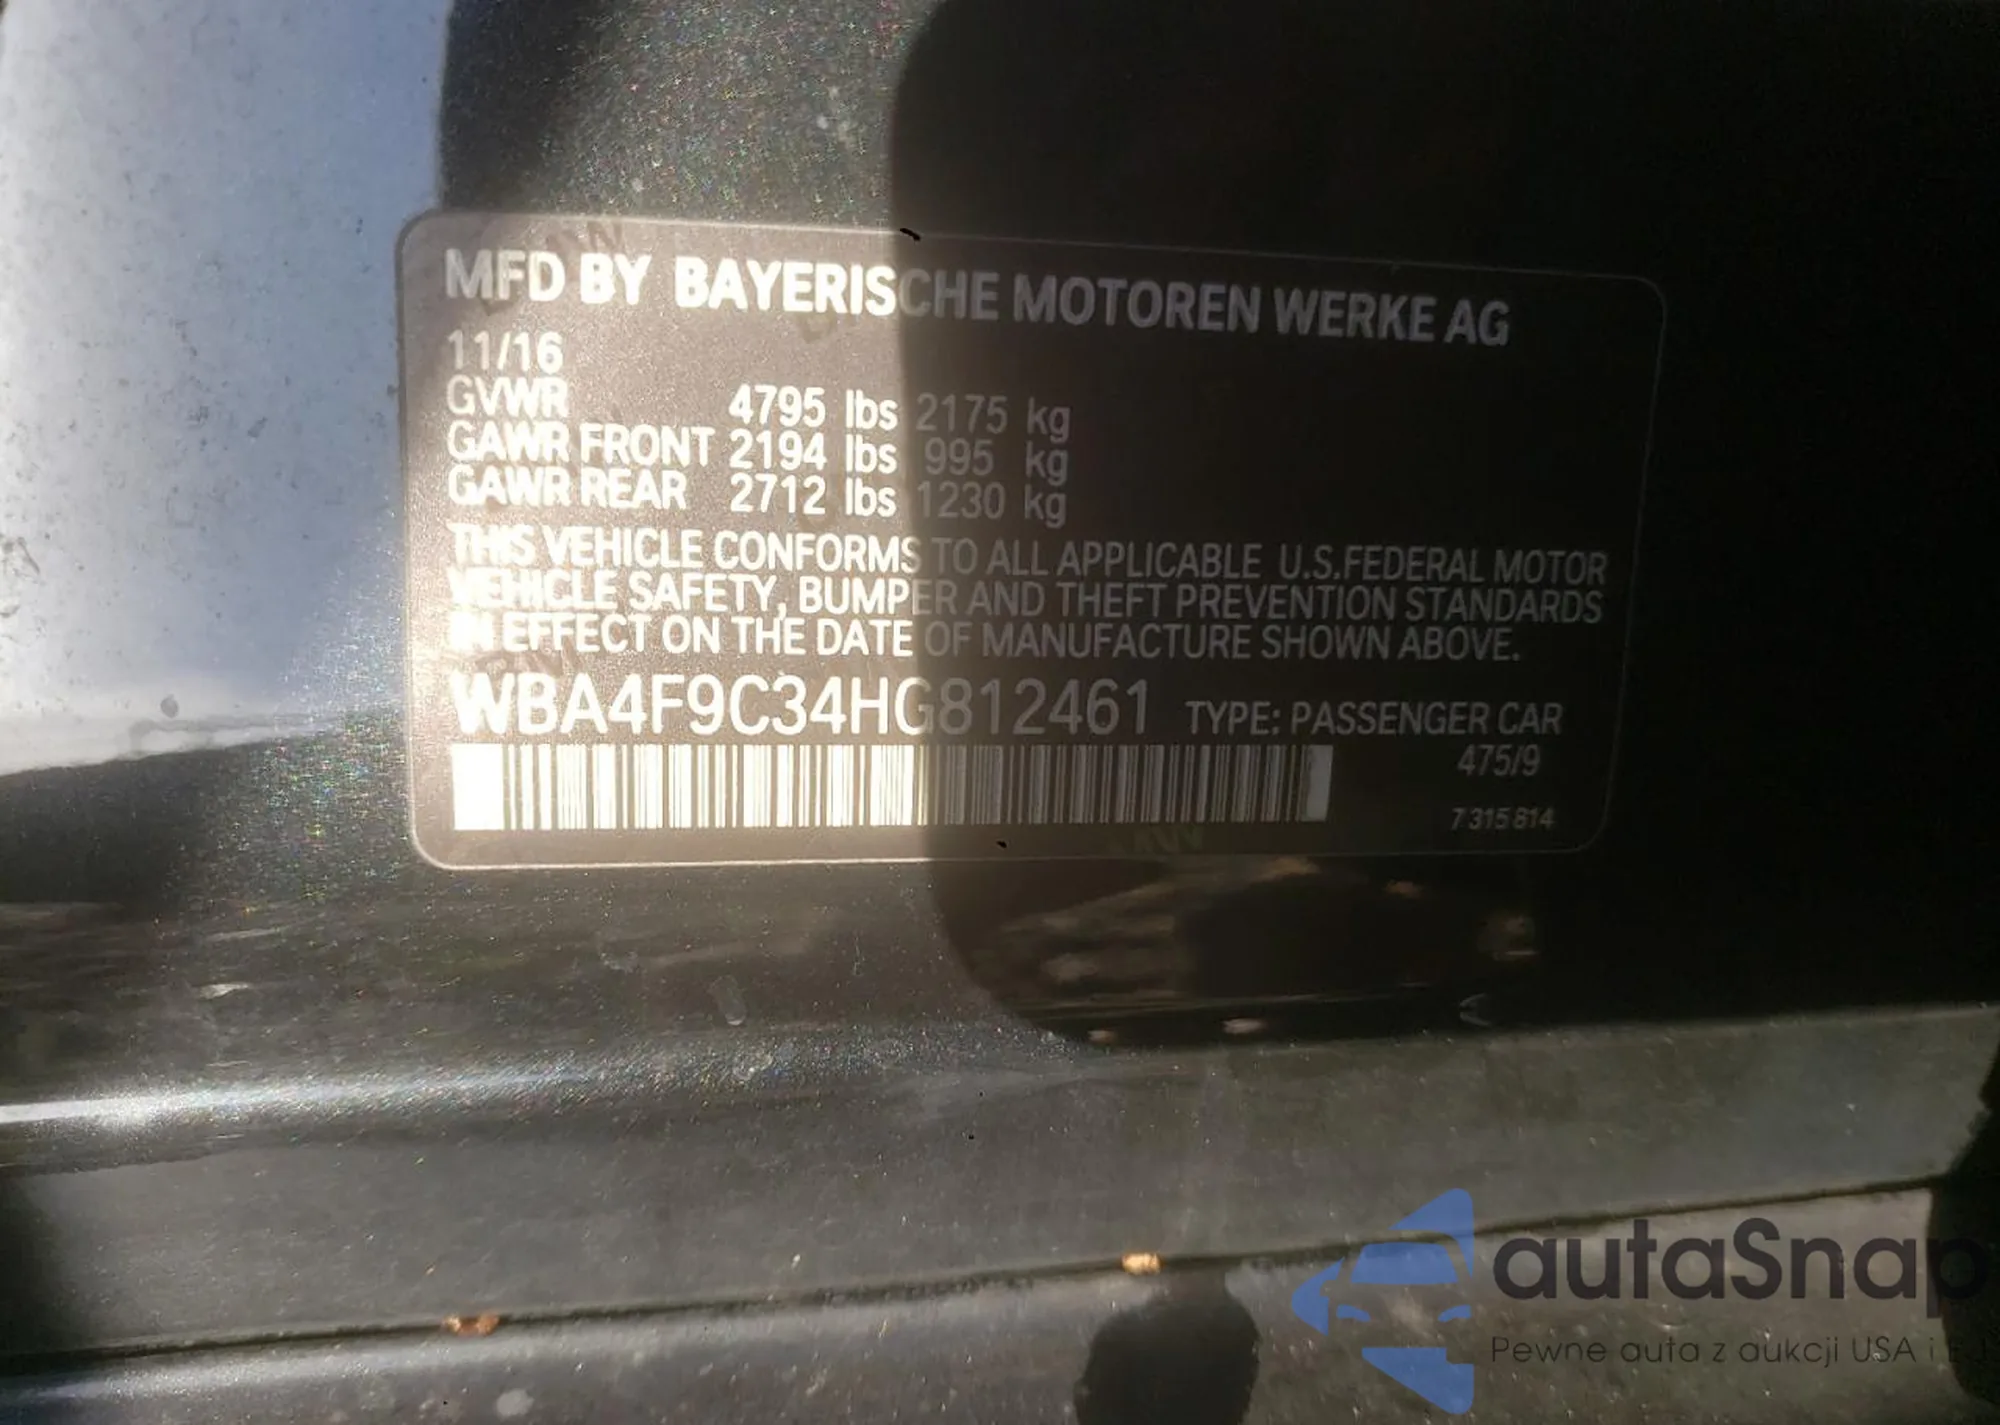 MFD BY BAYERISCHE MOTOREN WERKE AG
11/16
GVWR 4795 lbs 2175 kg
GAWR FRONT 2194 lbs 995 kg
GAWR REAR 2712 lbs 1230 kg
THIS VEHICLE CONFORMS TO ALL APPLICABLE U.S.FEDERAL MOTOR
VEHICLE SAFETY, BUMPER AND THEFT PREVENTION STANDARDS
IN EFFECT ON THE DATE OF MANUFACTURE SHOWN ABOVE.
WBA4F9C34HG812461 TYPE: PASSENGER CAR
475/9
7 315 814
autaSnap
Pewne auta z aukcji USA i